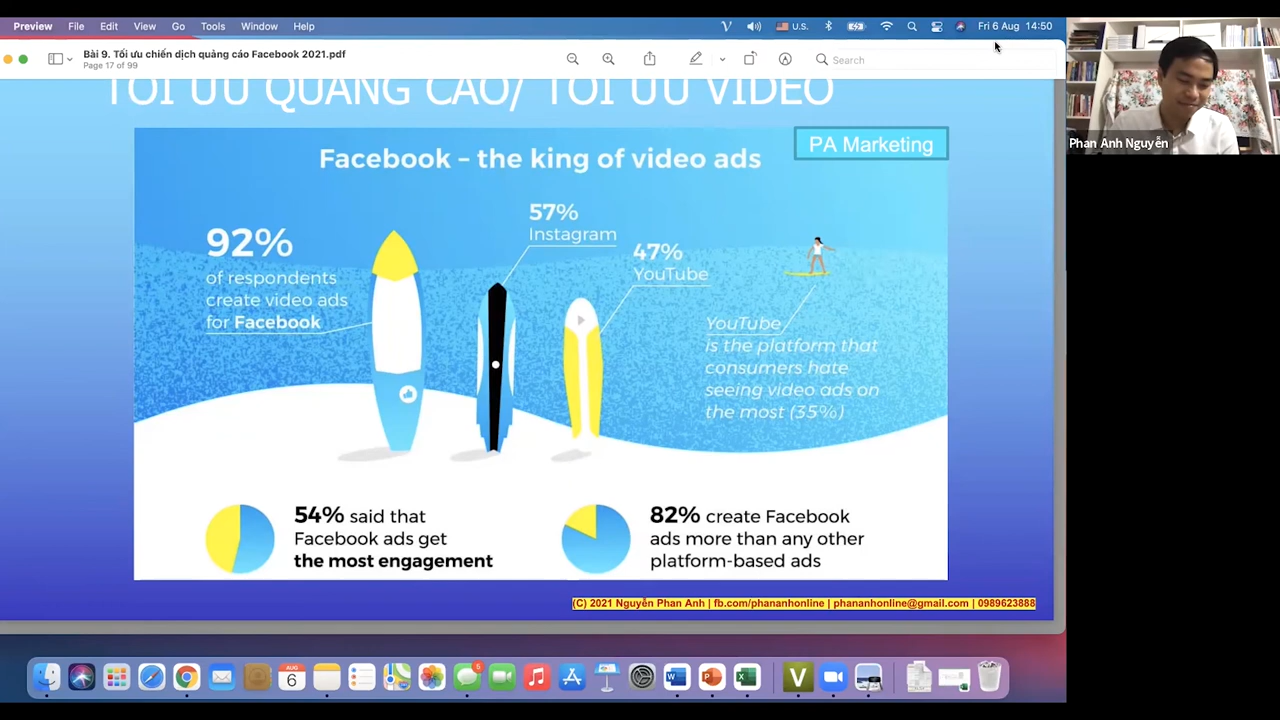 Preview File Edit View Go Tools Window Help V U.S. Fri 6 Aug 14:50
Bài 9. Tối ưu chiến dịch quảng cáo Facebook 2021.pdf
Page 17 of 99
Search
Phan Anh Nguyễn
TỐI ƯU QUẢNG CÁO/ TỐI ƯU VIDEO
PA Marketing
Facebook – the king of video ads
92%
of respondents
create video ads
for Facebook
57%
Instagram
47%
YouTube
YouTube
is the platform that
consumers hate
seeing video ads on
the most (35%)
54% said that
Facebook ads get
the most engagement
82% create Facebook
ads more than any other
platform-based ads
(C) 2021 Nguyễn Phan Anh | fb.com/phananhonline | phananhonline@gmail.com | 0989623888
AUG
6
5